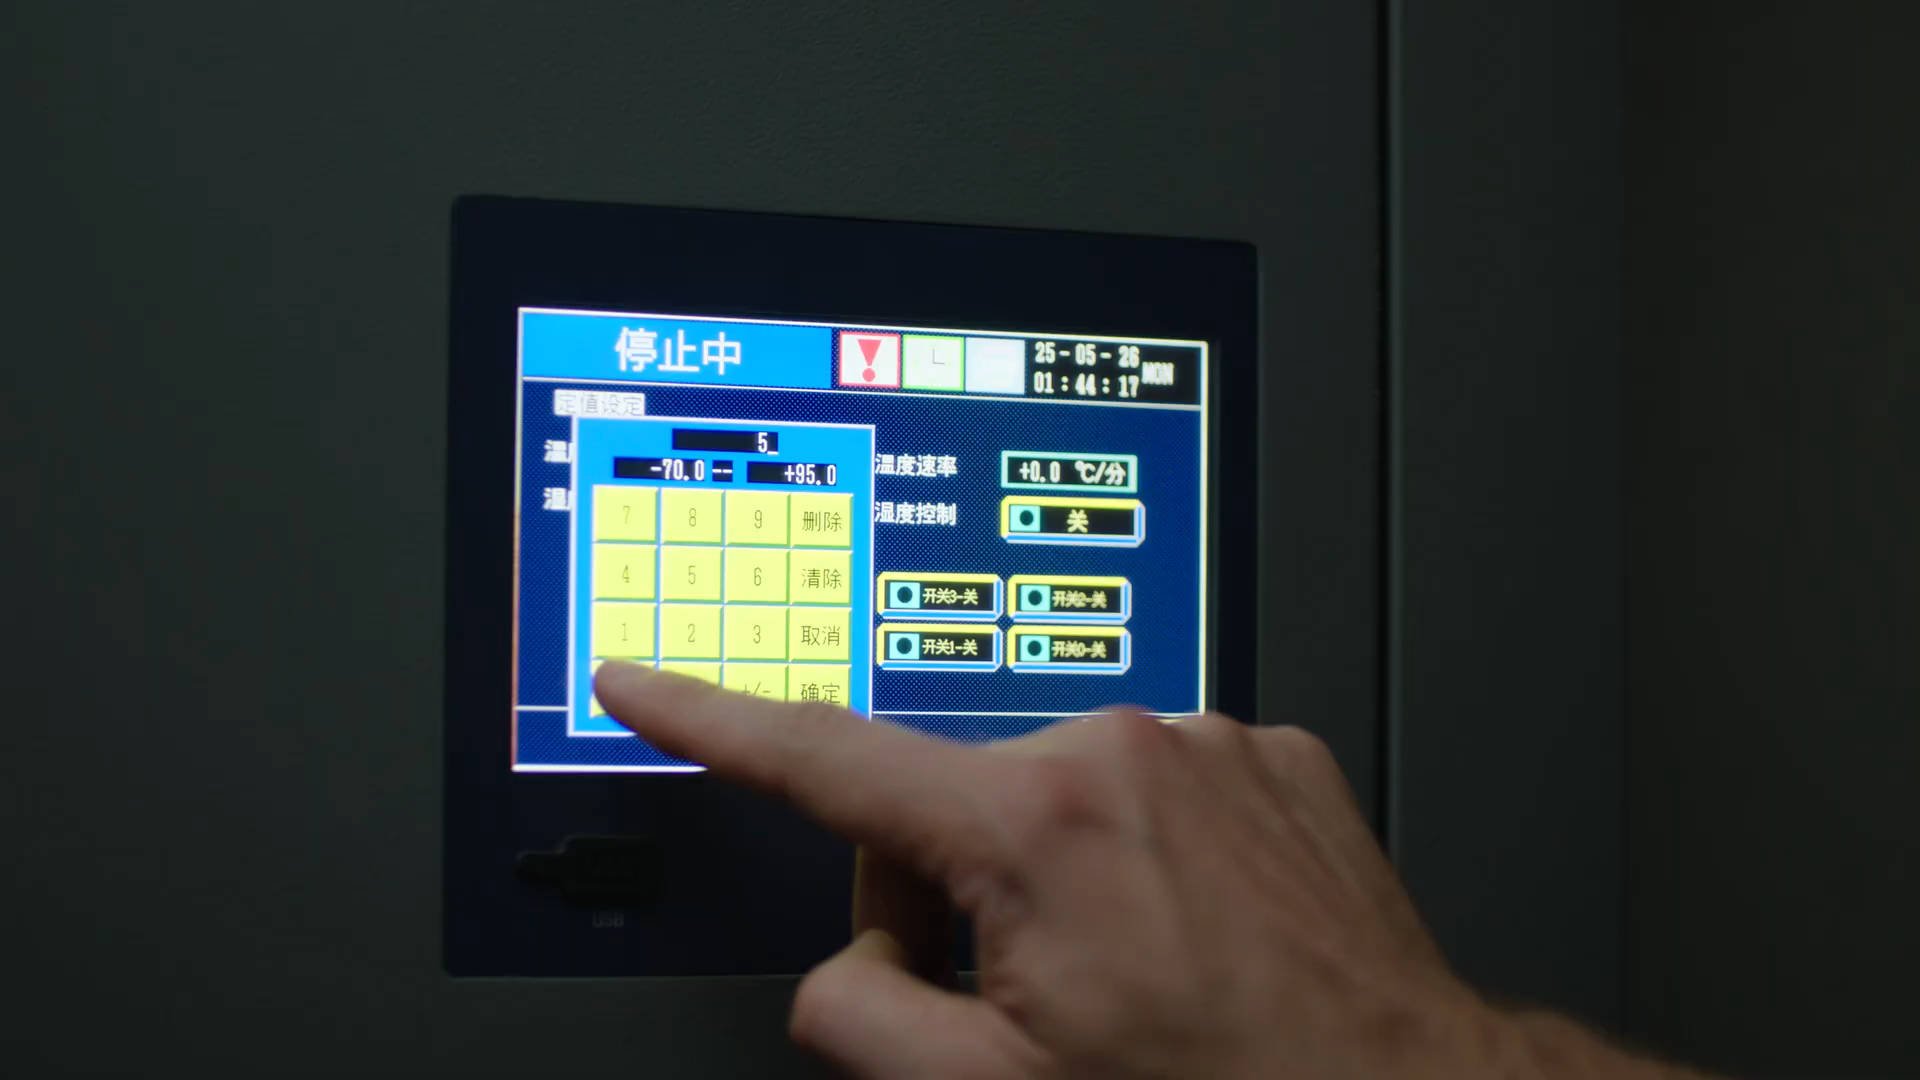 停止中
25-05-26 MON
01:44:17
定值设定
5_
-70.0 -- +95.0
温度速率 +0.0 ℃/分
湿度控制 关
7 8 9 删除
4 5 6 清除
1 2 3 取消
+/- 确定
开关3-关 开关2-关
开关1-关 开关0-关
USB